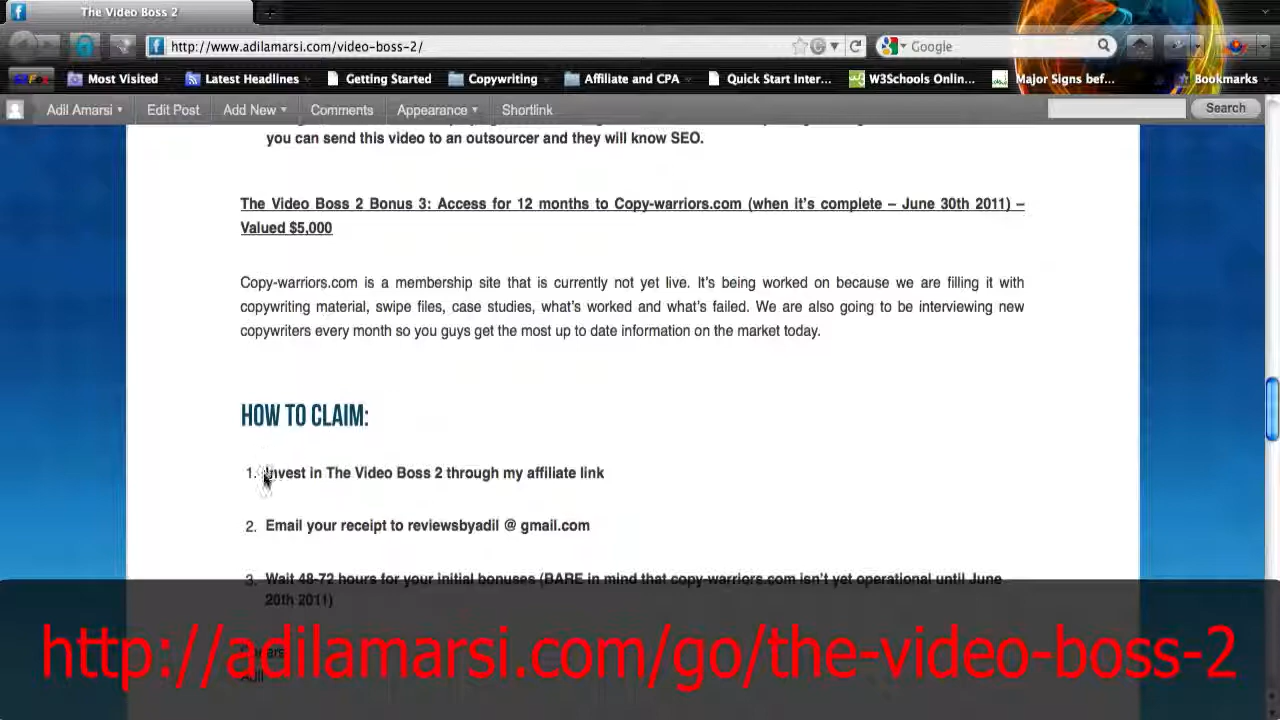 The Video Boss 2
http://www.adilamarsi.com/video-boss-2/
Google
Most Visited
Latest Headlines
Getting Started
Copywriting
Affiliate and CPA
Quick Start Inter...
W3Schools Onlin...
Major Signs bef...
Bookmarks
Adil Amarsi
Edit Post
Add New
Comments
Appearance
Shortlink
Search
you can send this video to an outsourcer and they will know SEO.
The Video Boss 2 Bonus 3: Access for 12 months to Copy-warriors.com (when it's complete – June 30th 2011) –
Valued $5,000
Copy-warriors.com is a membership site that is currently not yet live. It's being worked on because we are filling it with
copywriting material, swipe files, case studies, what's worked and what's failed. We are also going to be interviewing new
copywriters every month so you guys get the most up to date information on the market today.
HOW TO CLAIM:
1. Invest in The Video Boss 2 through my affiliate link
2. Email your receipt to reviewsbyadil @ gmail.com
3. Wait 48-72 hours for your initial bonuses (BARE in mind that copy-warriors.com isn't yet operational until June
20th 2011)
Adil
http://adilamarsi.com/go/the-video-boss-2